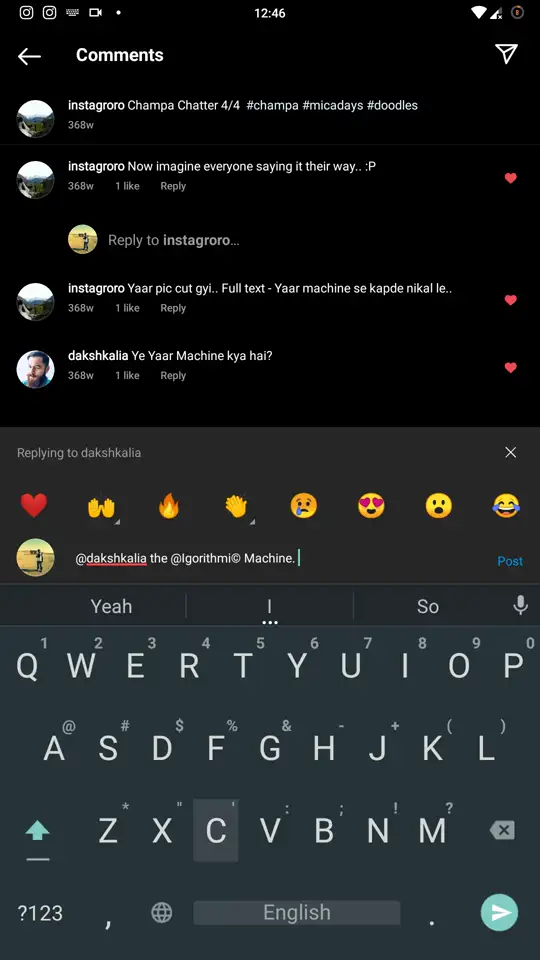 12:46
Comments
instagroro Champa Chatter 4/4 #champa #micadays #doodles
368w
instagroro Now imagine everyone saying it their way.. :P
368w 1 like Reply
Reply to instagroro...
instagroro Yaar pic cut gyi.. Full text - Yaar machine se kapde nikal le..
368w 1 like Reply
dakshkalia Ye Yaar Machine kya hai?
368w 1 like Reply
Replying to dakshkalia
@dakshkalia the @Igorithmi© Machine.
Post
Yeah I So
1 2 3 4 5 6 7 8 9 0
Q W E R T Y U I O P
@ # $ % & - + ( )
A S D F G H J K L
* " ' : ; ! ?
Z X C V B N M
?123 , English .